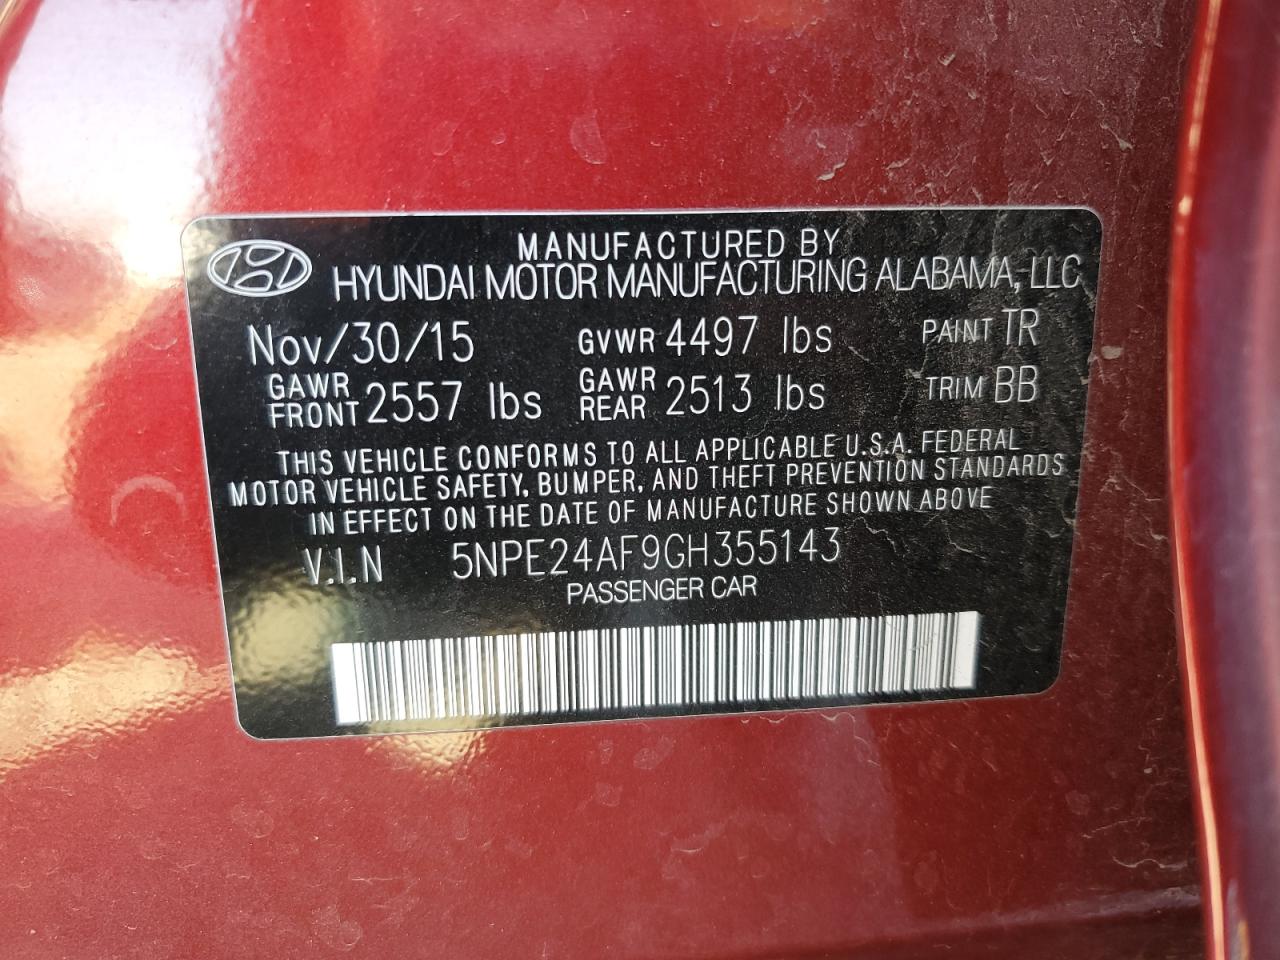 MANUFACTURED BY
HYUNDAI MOTOR MANUFACTURING ALABAMA, LLC
Nov/30/15 GVWR 4497 lbs PAINT TR
GAWR FRONT 2557 lbs GAWR REAR 2513 lbs TRIM BB
THIS VEHICLE CONFORMS TO ALL APPLICABLE U.S.A. FEDERAL
MOTOR VEHICLE SAFETY, BUMPER, AND THEFT PREVENTION STANDARDS
IN EFFECT ON THE DATE OF MANUFACTURE SHOWN ABOVE
V.I.N 5NPE24AF9GH355143
PASSENGER CAR